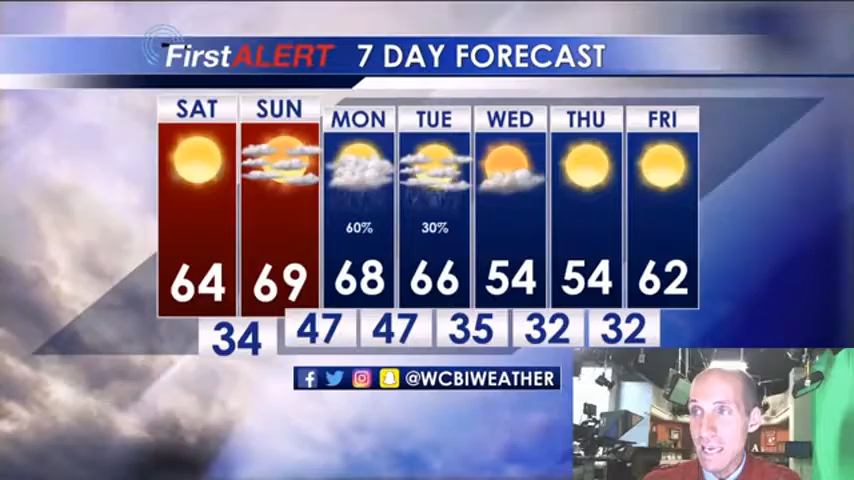 FirstALERT 7 DAY FORECAST
SAT SUN MON TUE WED THU FRI
60% 30%
64 69 68 66 54 54 62
34 47 47 35 32 32
@WCBIWEATHER